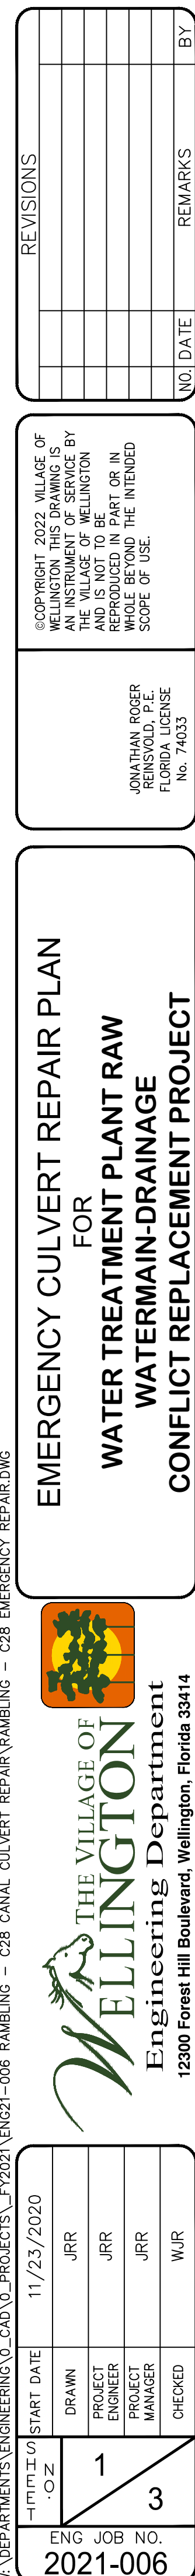 REVISIONS
NO. DATE REMARKS BY
©COPYRIGHT 2022 VILLAGE OF
WELLINGTON THIS DRAWING IS
AN INSTRUMENT OF SERVICE BY
THE VILLAGE OF WELLINGTON
AND IS NOT TO BE
REPRODUCED IN PART OR IN
WHOLE BEYOND THE INTENDED
SCOPE OF USE.
JONATHAN ROGER
REINSVOLD, P.E.
FLORIDA LICENSE
No. 74033
EMERGENCY CULVERT REPAIR PLAN
FOR
WATER TREATMENT PLANT RAW
WATERMAIN-DRAINAGE
CONFLICT REPLACEMENT PROJECT
THE VILLAGE OF
WELLINGTON
Engineering Department
12300 Forest Hill Boulevard, Wellington, Florida 33414
START DATE 11/23/2020
DRAWN JRR
PROJECT
ENGINEER JRR
PROJECT
MANAGER JRR
CHECKED WJR
SHEET
NO.
1
3
ENG JOB NO.
2021-006
:\DEPARTMENTS\ENGINEERING\0_CAD\0_PROJECTS\_FY2021\ENG21-006 RAMBLING - C28 CANAL CULVERT REPAIR\RAMBLING - C28 EMERGENCY REPAIR.DWG